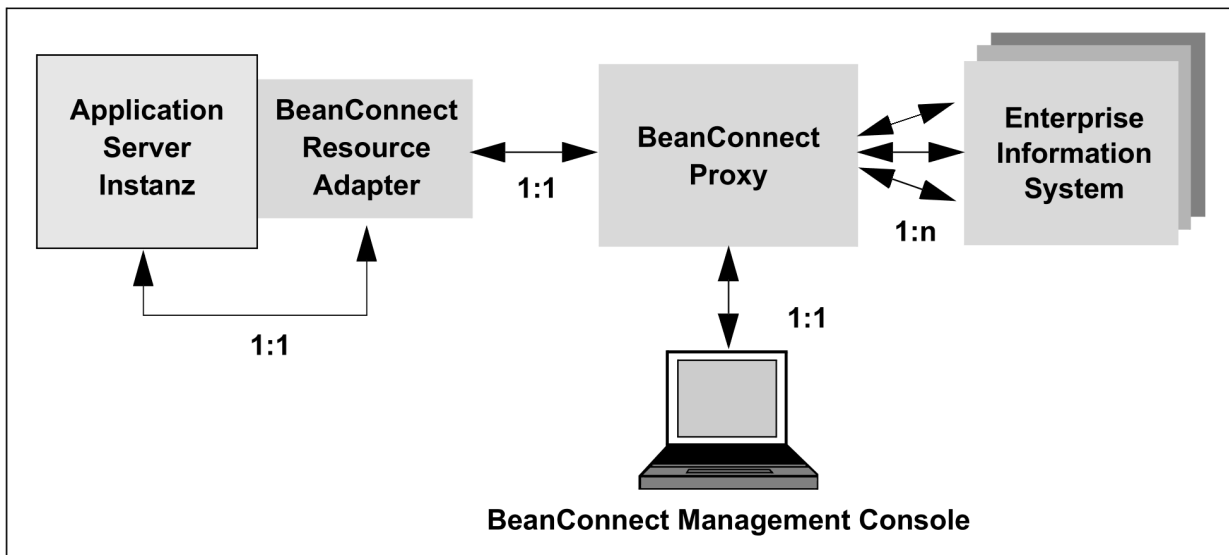 Application
Server
Instanz
BeanConnect
Resource
Adapter
1:1
1:1
BeanConnect
Proxy
1:n
Enterprise
Information
System
1:1
BeanConnect Management Console